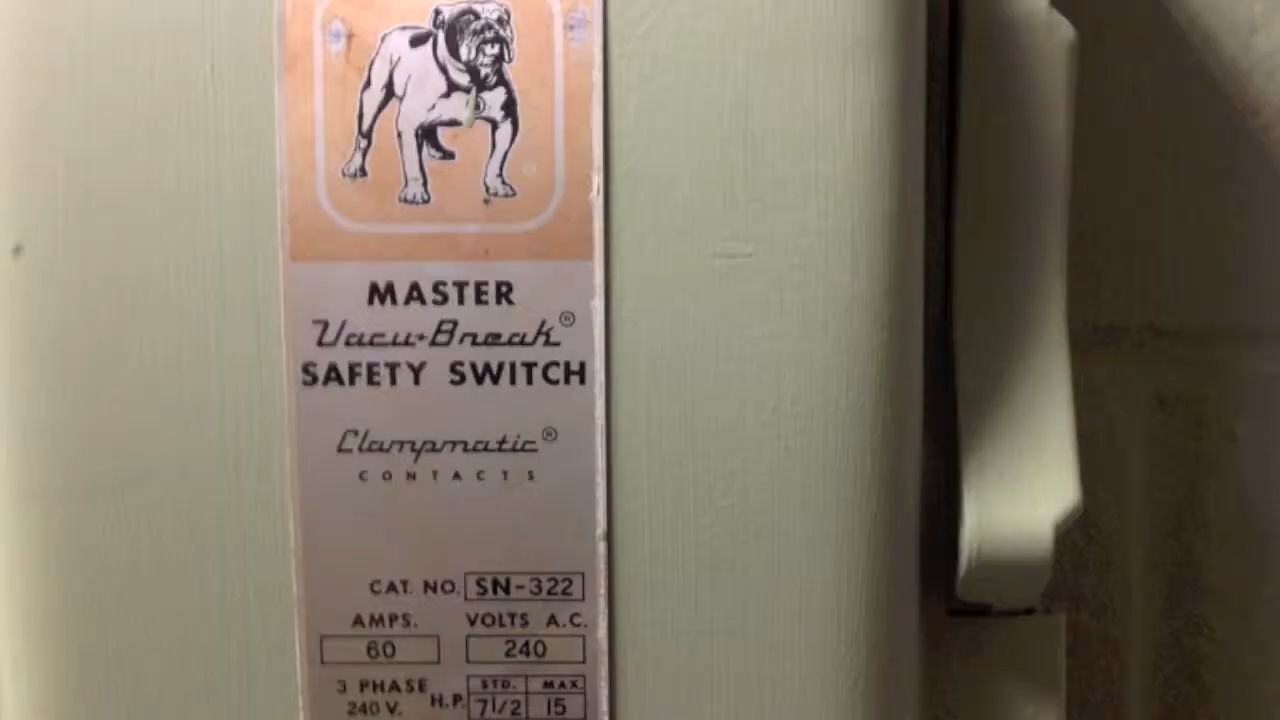 MASTER
Vacu-Break®
SAFETY SWITCH
Clampmatic®
CONTACTS
CAT. NO. SN-322
AMPS. VOLTS A.C.
60 240
3 PHASE
240 V. H.P. STD. MAX.
7 1/2 15